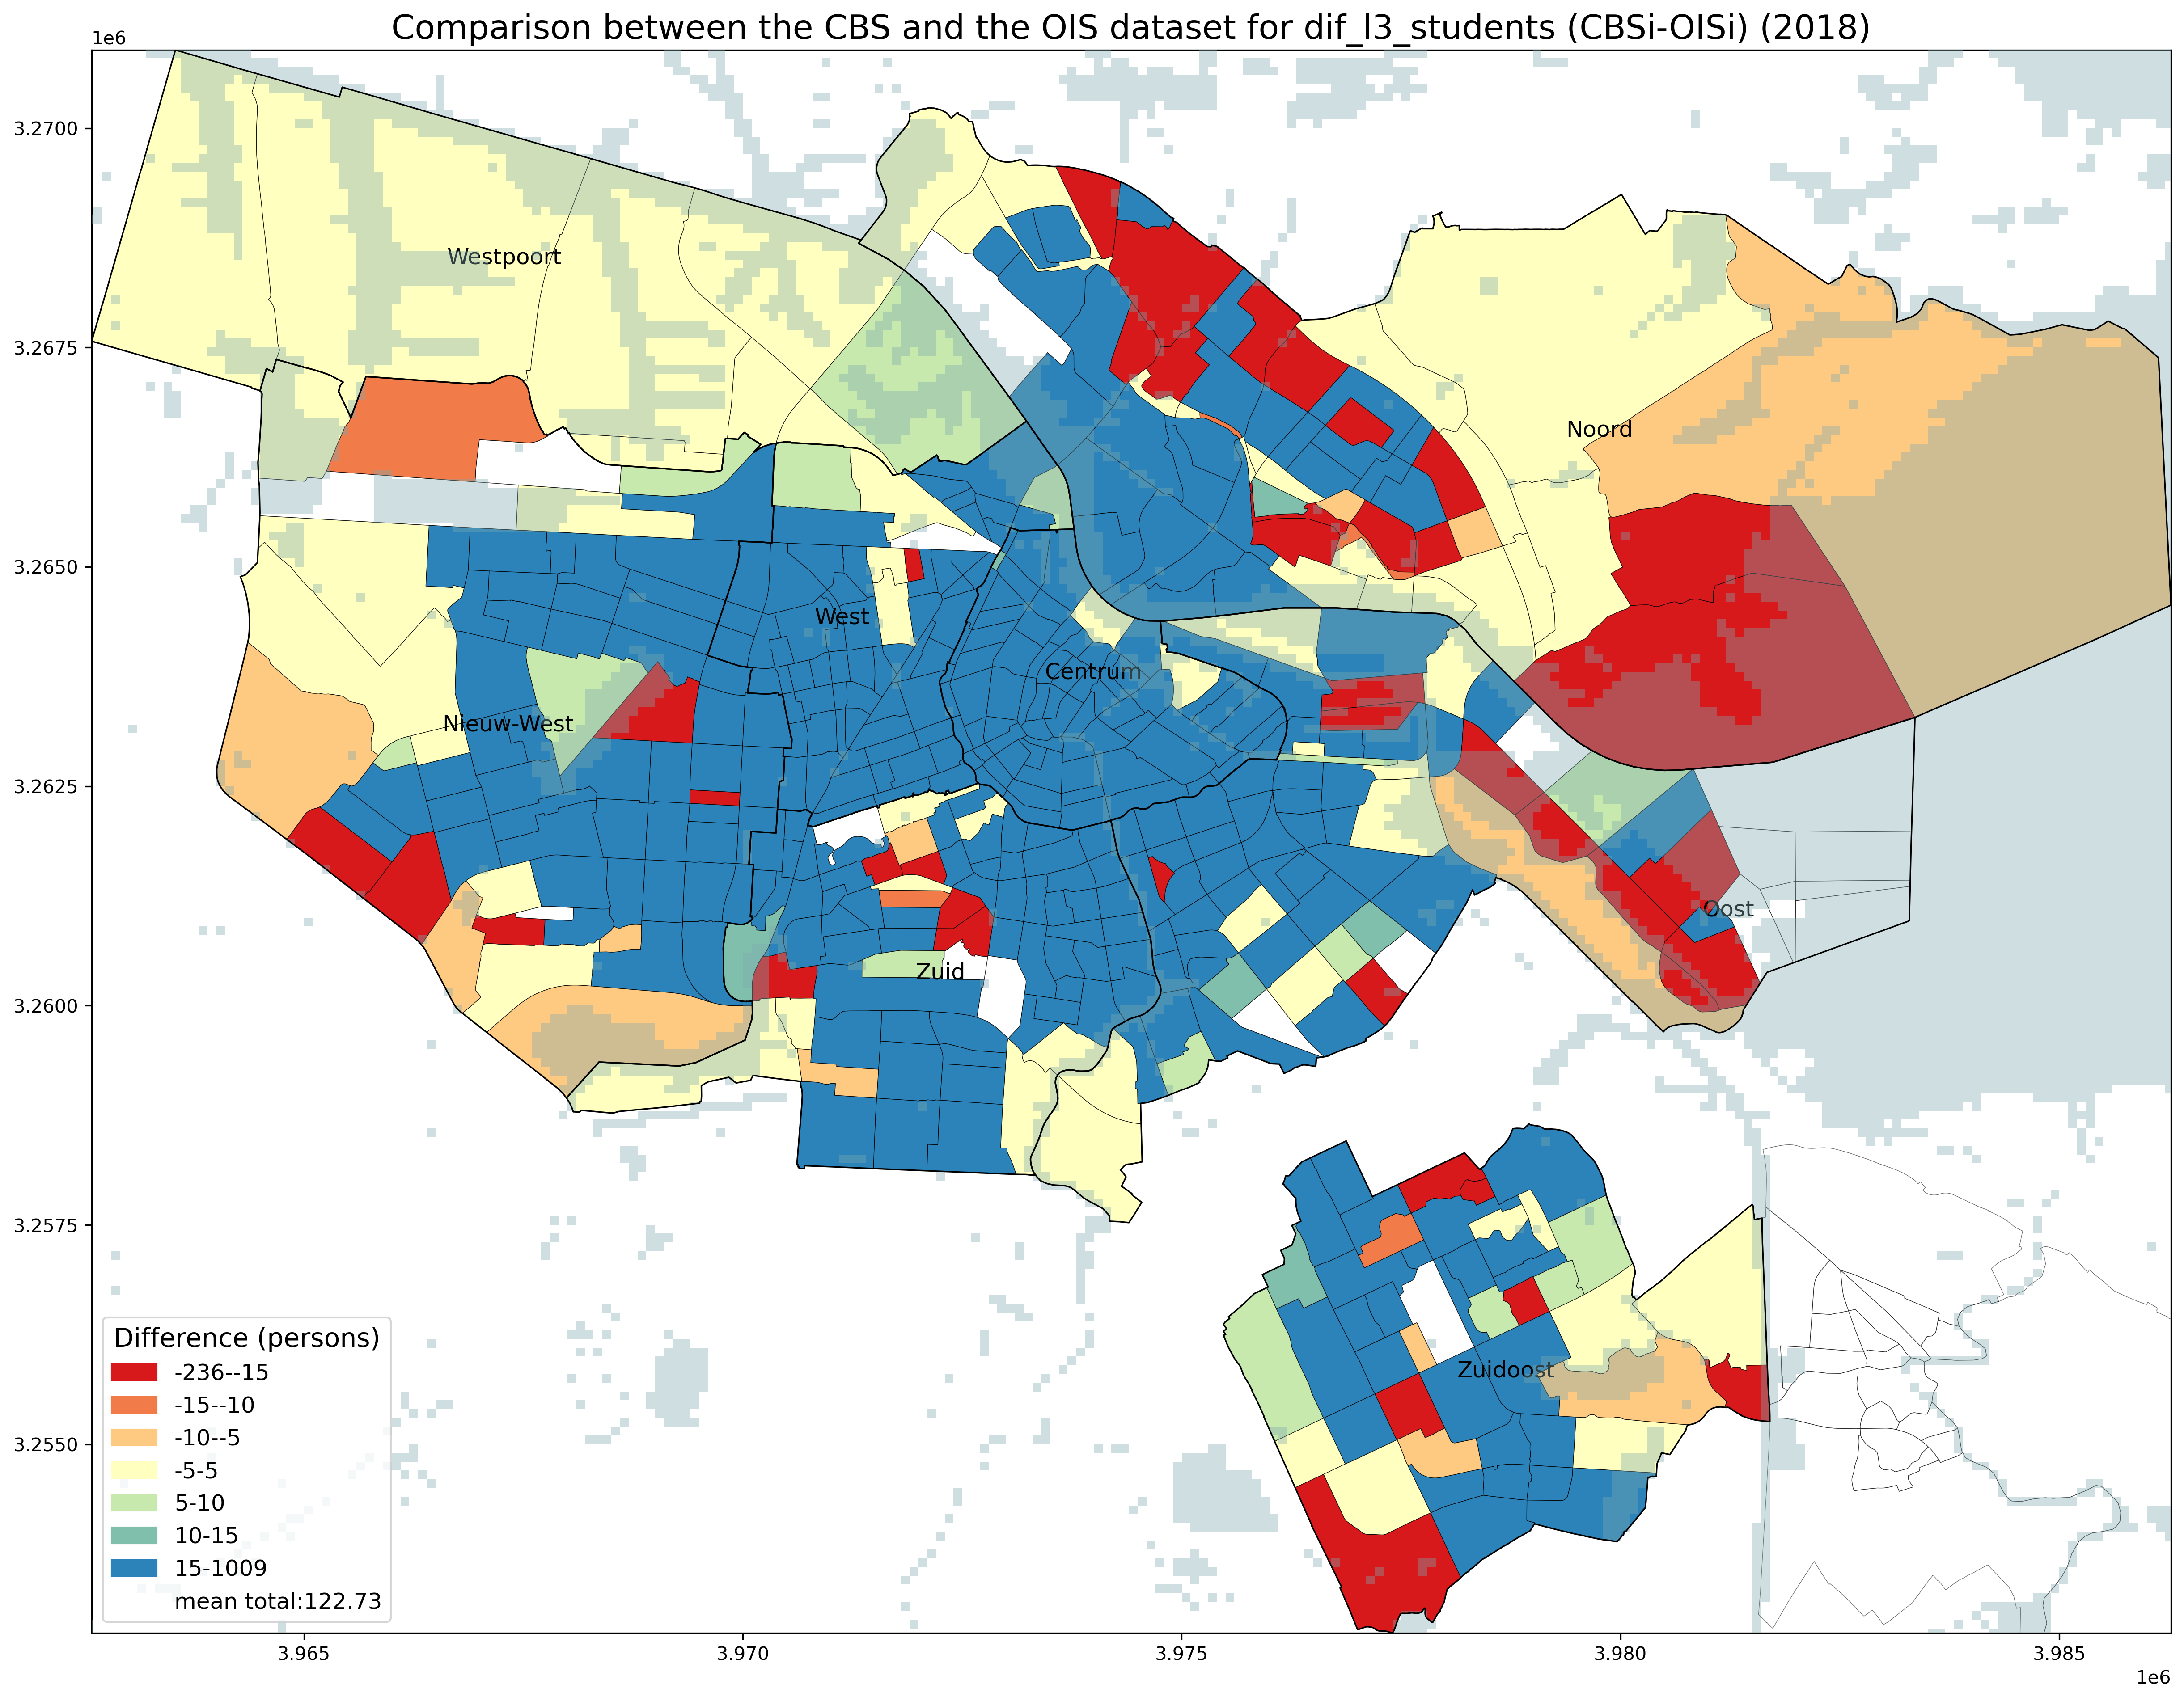 Comparison between the CBS and the OIS dataset for dif_l3_students (CBSi-OISi) (2018)
1e6
3.2700
3.2675
3.2650
3.2625
3.2600
3.2575
3.2550
Westpoort
Noord
West
Centrum
Nieuw-West
Oost
Zuid
Zuidoost
Difference (persons)
-236--15
-15--10
-10--5
-5-5
5-10
10-15
15-1009
mean total:122.73
3.965
3.970
3.975
3.980
3.985
1e6